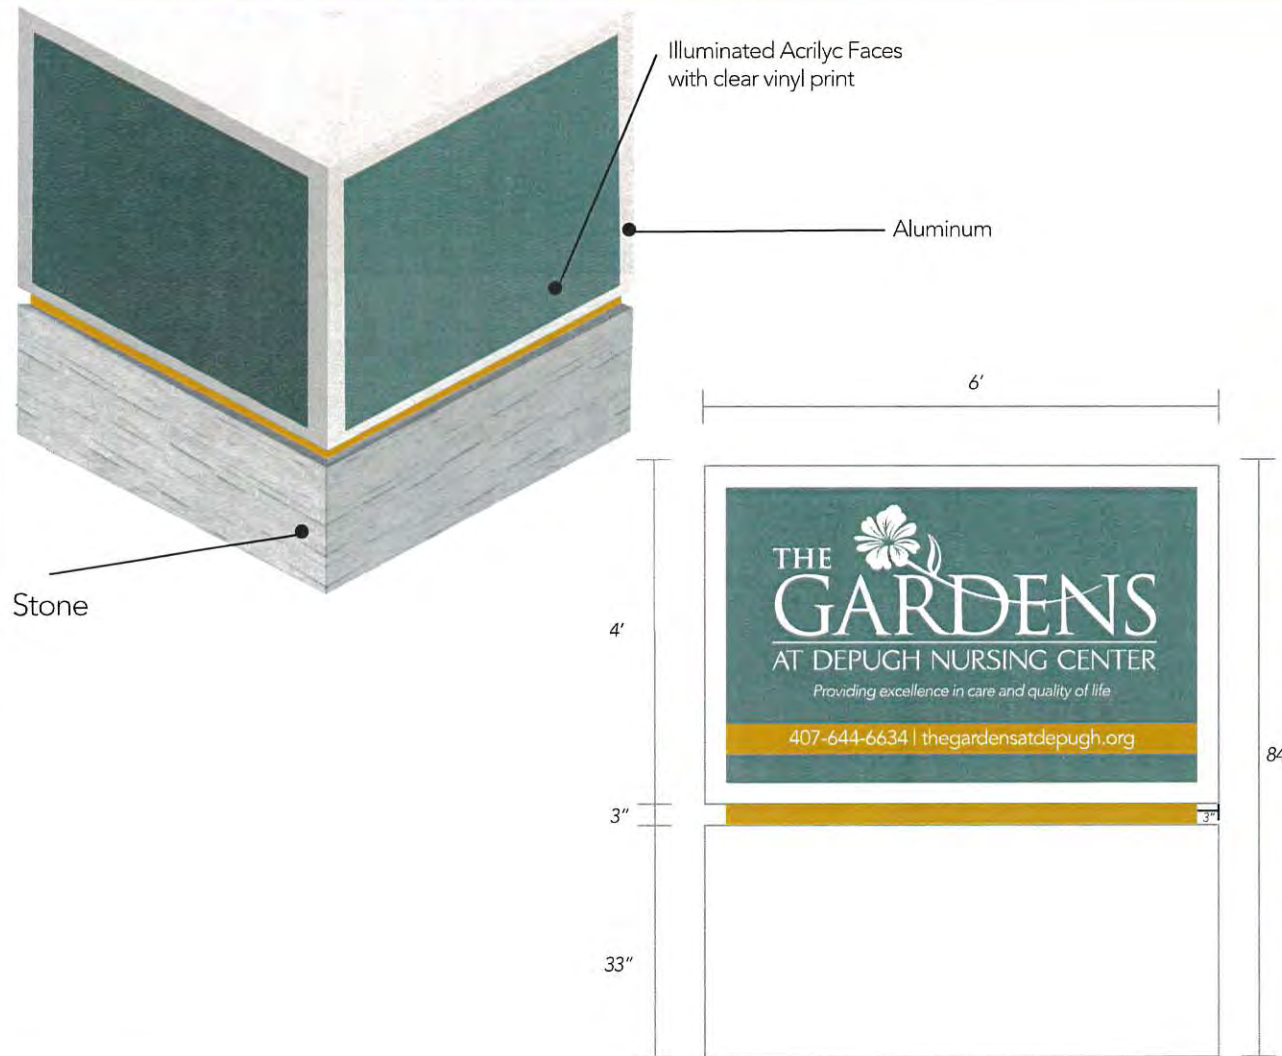 Illuminated Acrilyc Faces
with clear vinyl print
Aluminum
Stone
6'
4'
3"
33"
84
3"
THE
GARDENS
AT DEPUGH NURSING CENTER
Providing excellence in care and quality of life
407-644-6634 | thegardensatdepugh.org